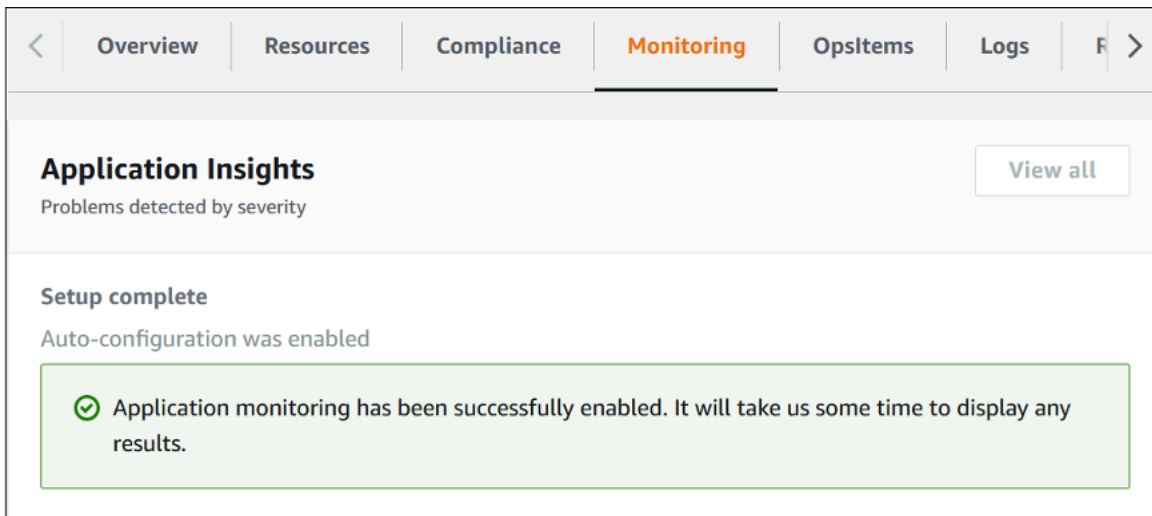 Overview Resources Compliance Monitoring OpsItems Logs
Application Insights
View all
Problems detected by severity
Setup complete
Auto-configuration was enabled
Application monitoring has been successfully enabled. It will take us some time to display any
results.